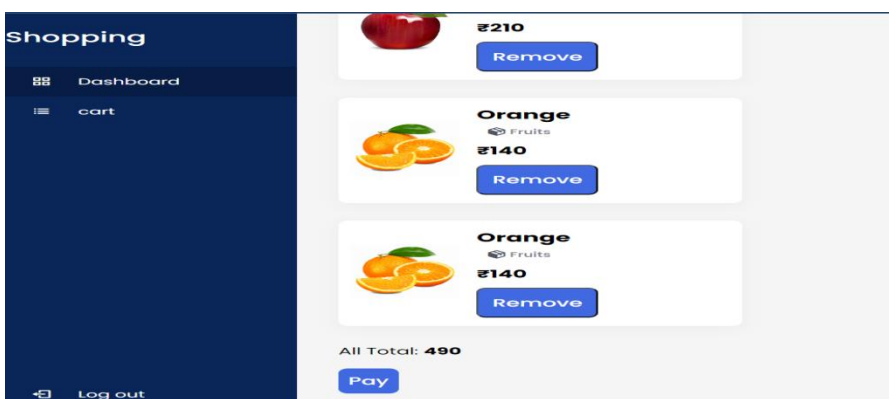 Shopping
Dashboard
cart
Log out
₹210
Remove
Orange
Fruits
₹140
Remove
Orange
Fruits
₹140
Remove
All Total: 490
Pay